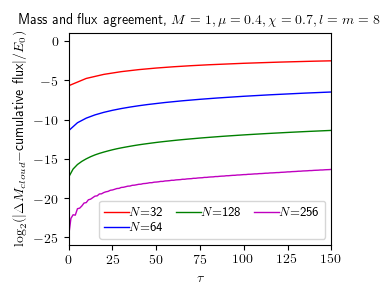 Mass and flux agreement, M = 1, μ = 0.4, χ = 0.7, l = m = 8
log₂(|ΔM_cloud−cumulative flux|/E₀)
0
−5
−10
−15
−20
−25
N=32
N=64
N=128
N=256
0 25 50 75 100 125 150
τ